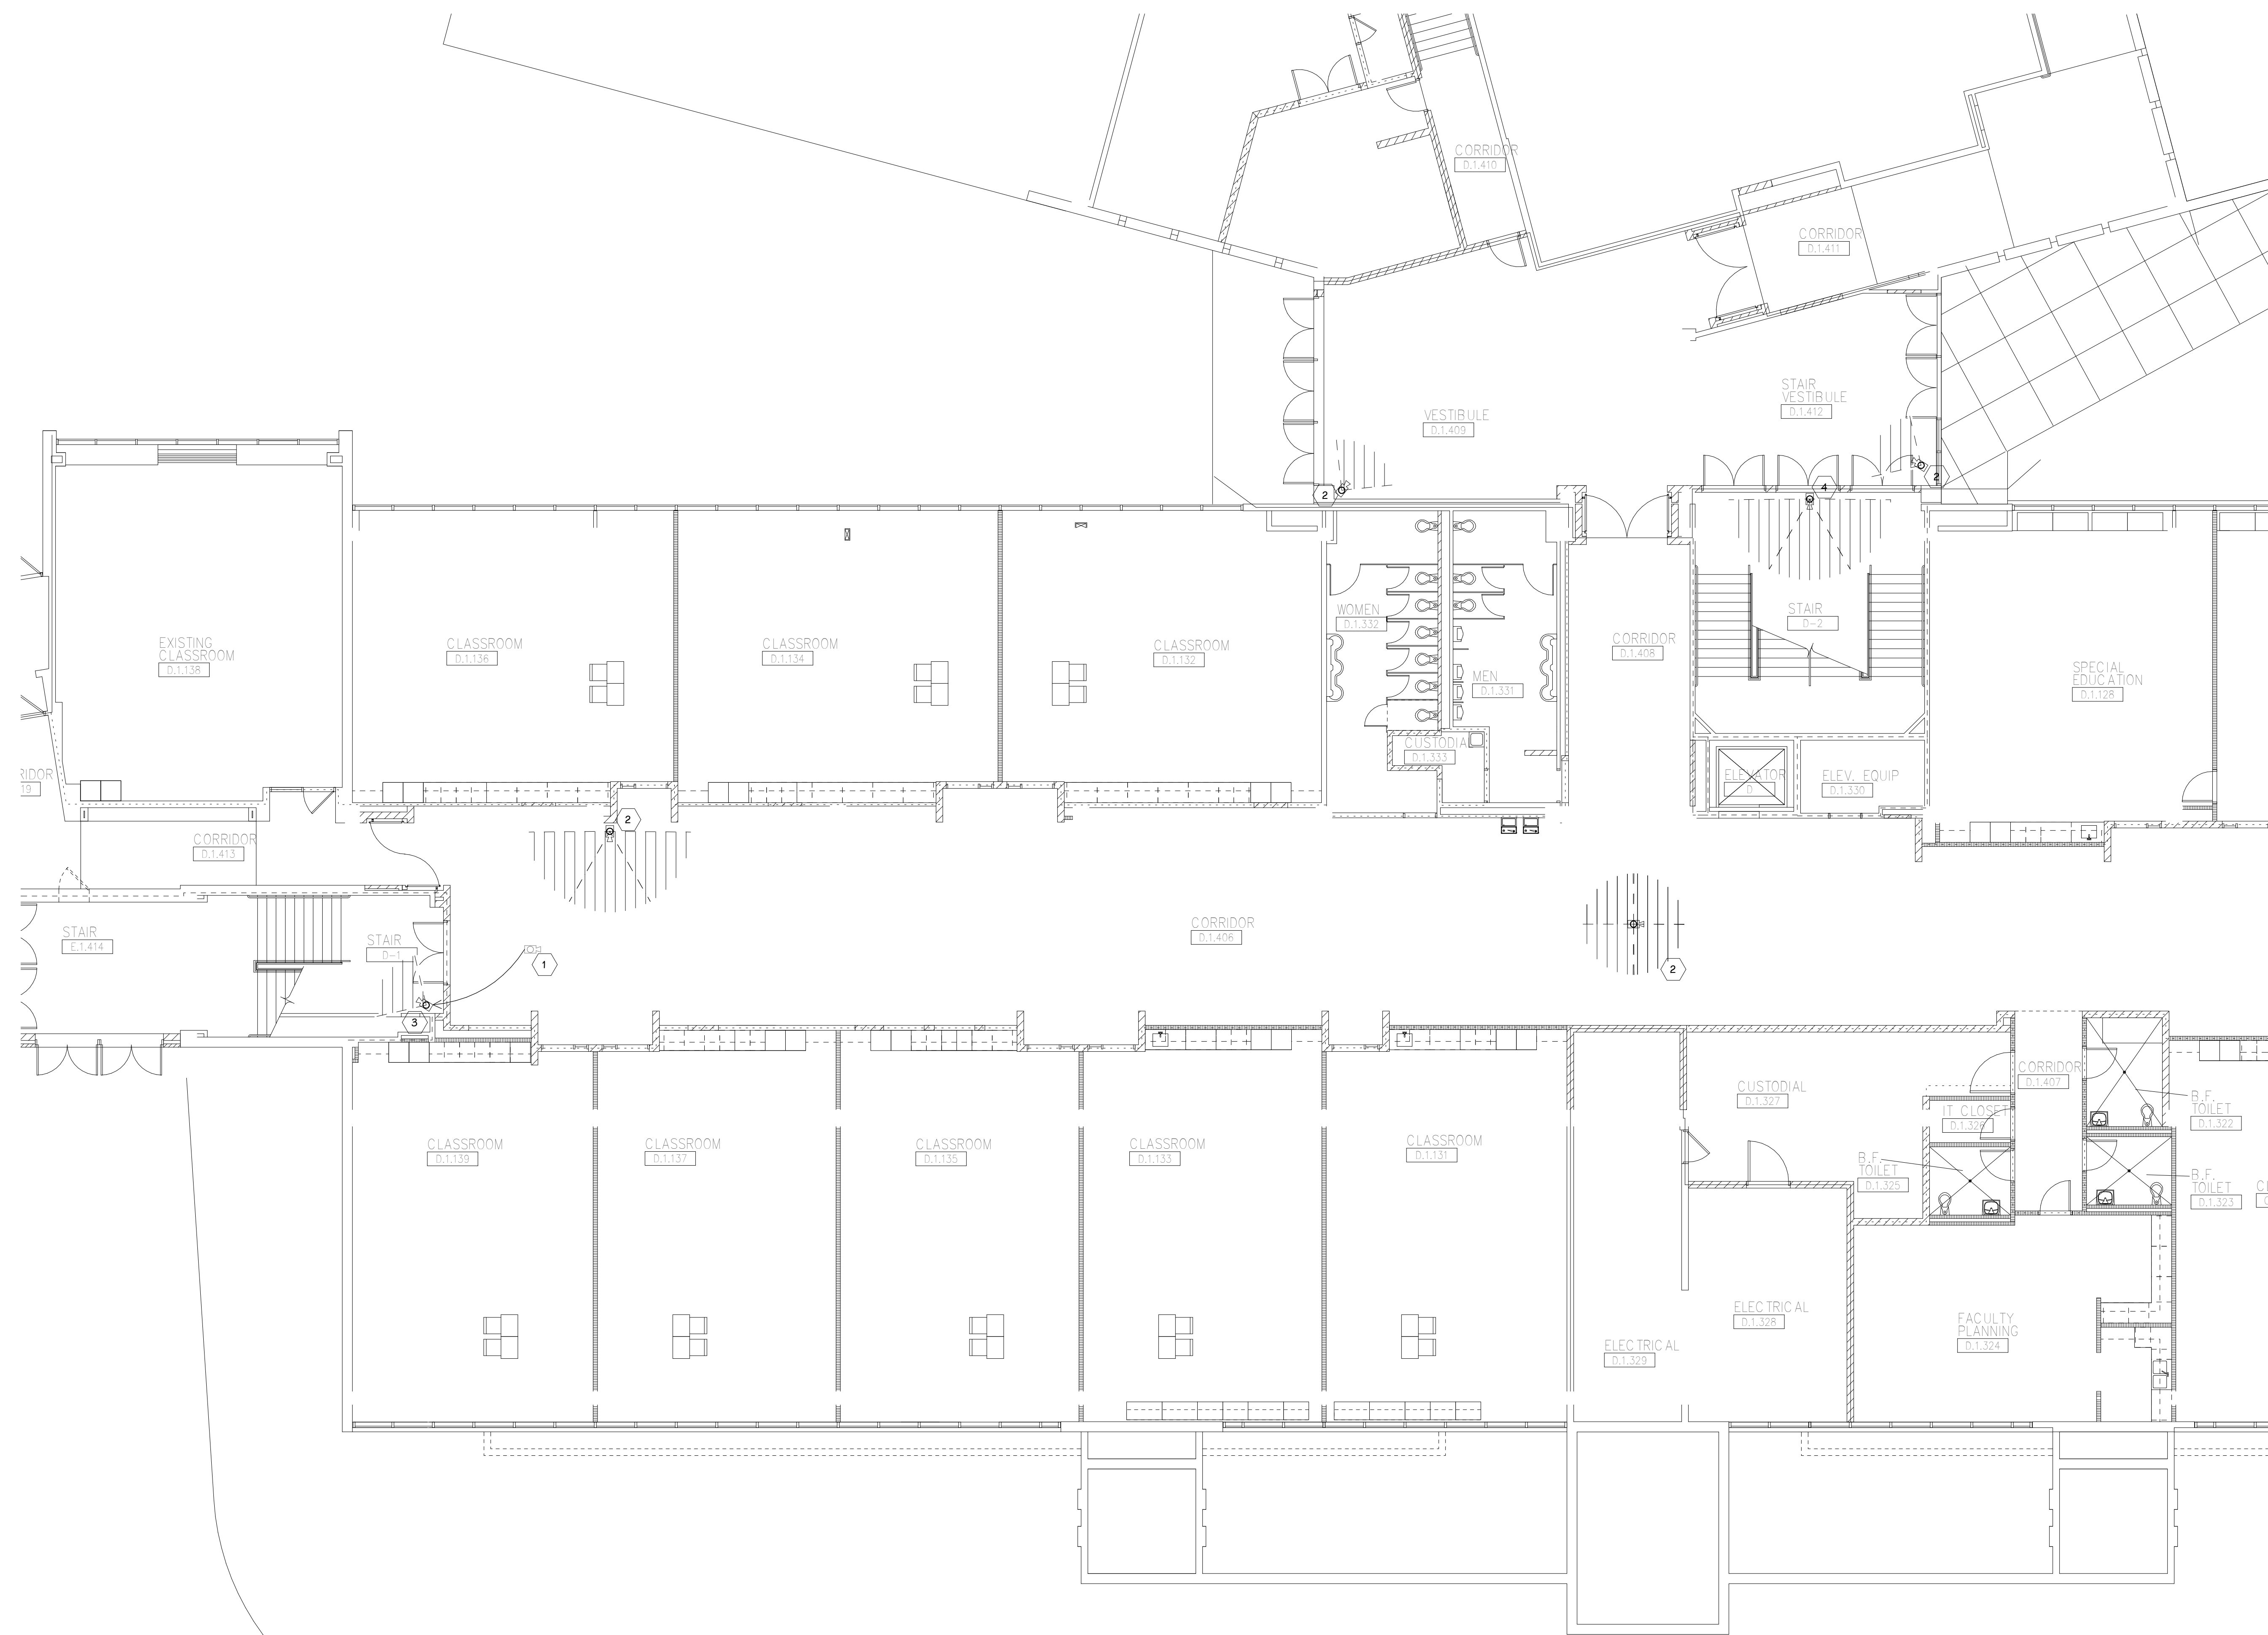 CORRIDOR
D.1.410
CORRIDOR
D.1.411
STAIR
VESTIBULE
D.1.412
VESTIBULE
D.1.409
2
4
2
EXISTING
CLASSROOM
D.1.138
CLASSROOM
D.1.136
CLASSROOM
D.1.134
CLASSROOM
D.1.132
WOMEN
D.1.332
MEN
D.1.331
CORRIDOR
D.1.408
STAIR
D-2
SPECIAL
EDUCATION
D.1.128
CUSTODIA
D.1.333
RIDOR
19
ELEVATOR
D
ELEV. EQUIP
D.1.330
2
CORRIDOR
D.1.413
STAIR
E.1.414
STAIR
D-1
CORRIDOR
D.1.406
1
2
3
CORRIDOR
D.1.407
CUSTODIAL
D.1.327
IT CLOSET
D.1.326
B.F.
TOILET
D.1.322
CLASSROOM
D.1.139
CLASSROOM
D.1.137
CLASSROOM
D.1.135
CLASSROOM
D.1.133
CLASSROOM
D.1.131
B.F.
TOILET
D.1.325
B.F.
TOILET
D.1.323
ELECTRICAL
D.1.328
FACULTY
PLANNING
D.1.324
ELECTRICAL
D.1.329